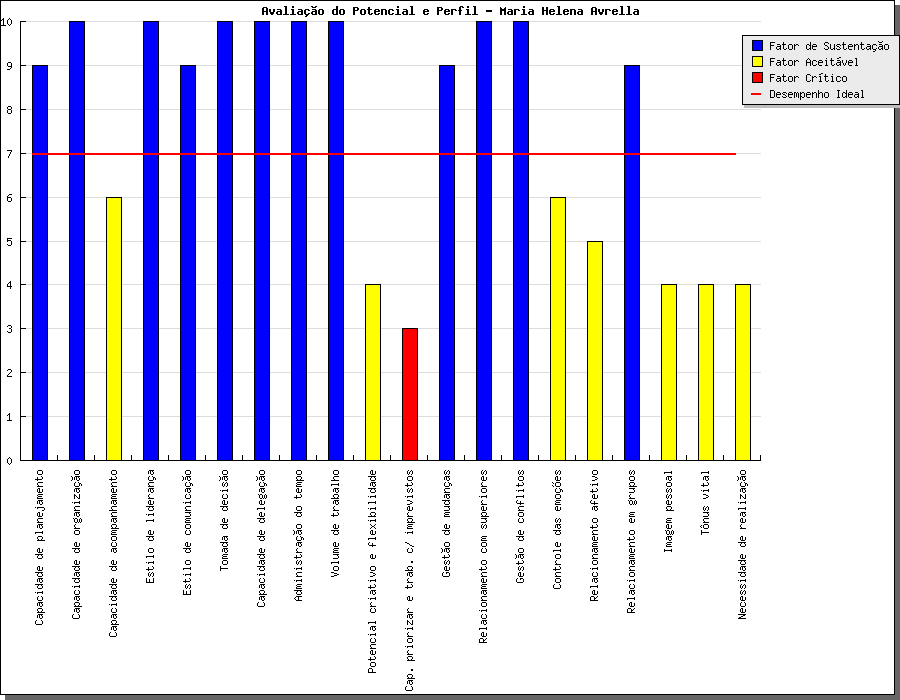 Avaliação do Potencial e Perfil - Maria Helena Avrella
10
9
8
7
6
5
4
3
2
1
0
Fator de Sustentação
Fator Aceitável
Fator Crítico
Desempenho Ideal
Capacidade de planejamento
Capacidade de organização
Capacidade de acompanhamento
Estilo de liderança
Estilo de comunicação
Tomada de decisão
Capacidade de delegação
Administração do tempo
Volume de trabalho
Potencial criativo e flexibilidade
Cap. priorizar e trab. c/ imprevistos
Gestão de mudanças
Relacionamento com superiores
Gestão de conflitos
Controle das emoções
Relacionamento afetivo
Relacionamento em grupos
Imagem pessoal
Tônus vital
Necessidade de realização